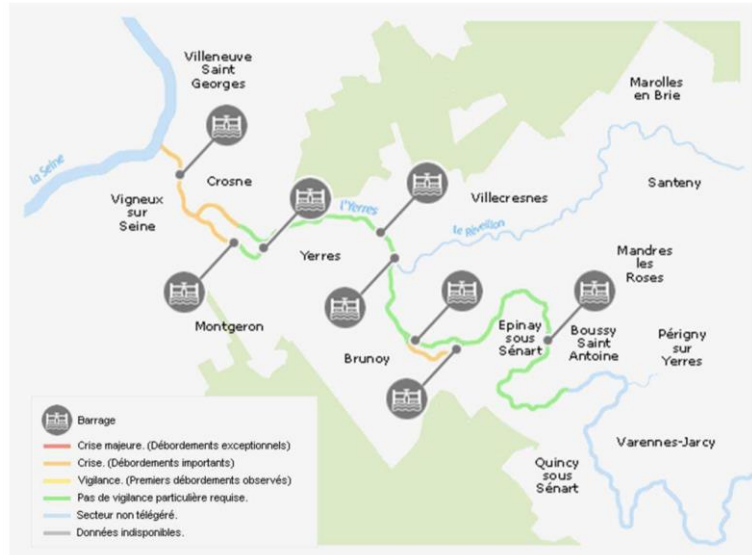 Villeneuve
Saint
Georges
Marolles
en Brie
la Seine
Crosne
Vigneux
sur
Seine
l'Yerres
Villecresnes
Santeny
Le Réveillon
Yerres
Mandres
les
Roses
Montgeron
Brunoy
Epinay
sous
Sénart
Boussy
Saint
Antoine
Périgny
sur
Yerres
Varennes-Jarcy
Quincy
sous
Sénart
Barrage
Crise majeure. (Débordements exceptionnels)
Crise. (Débordements importants)
Vigilance. (Premiers débordements observés)
Pas de vigilance particulière requise.
Secteur non télégéré.
Données indisponibles.